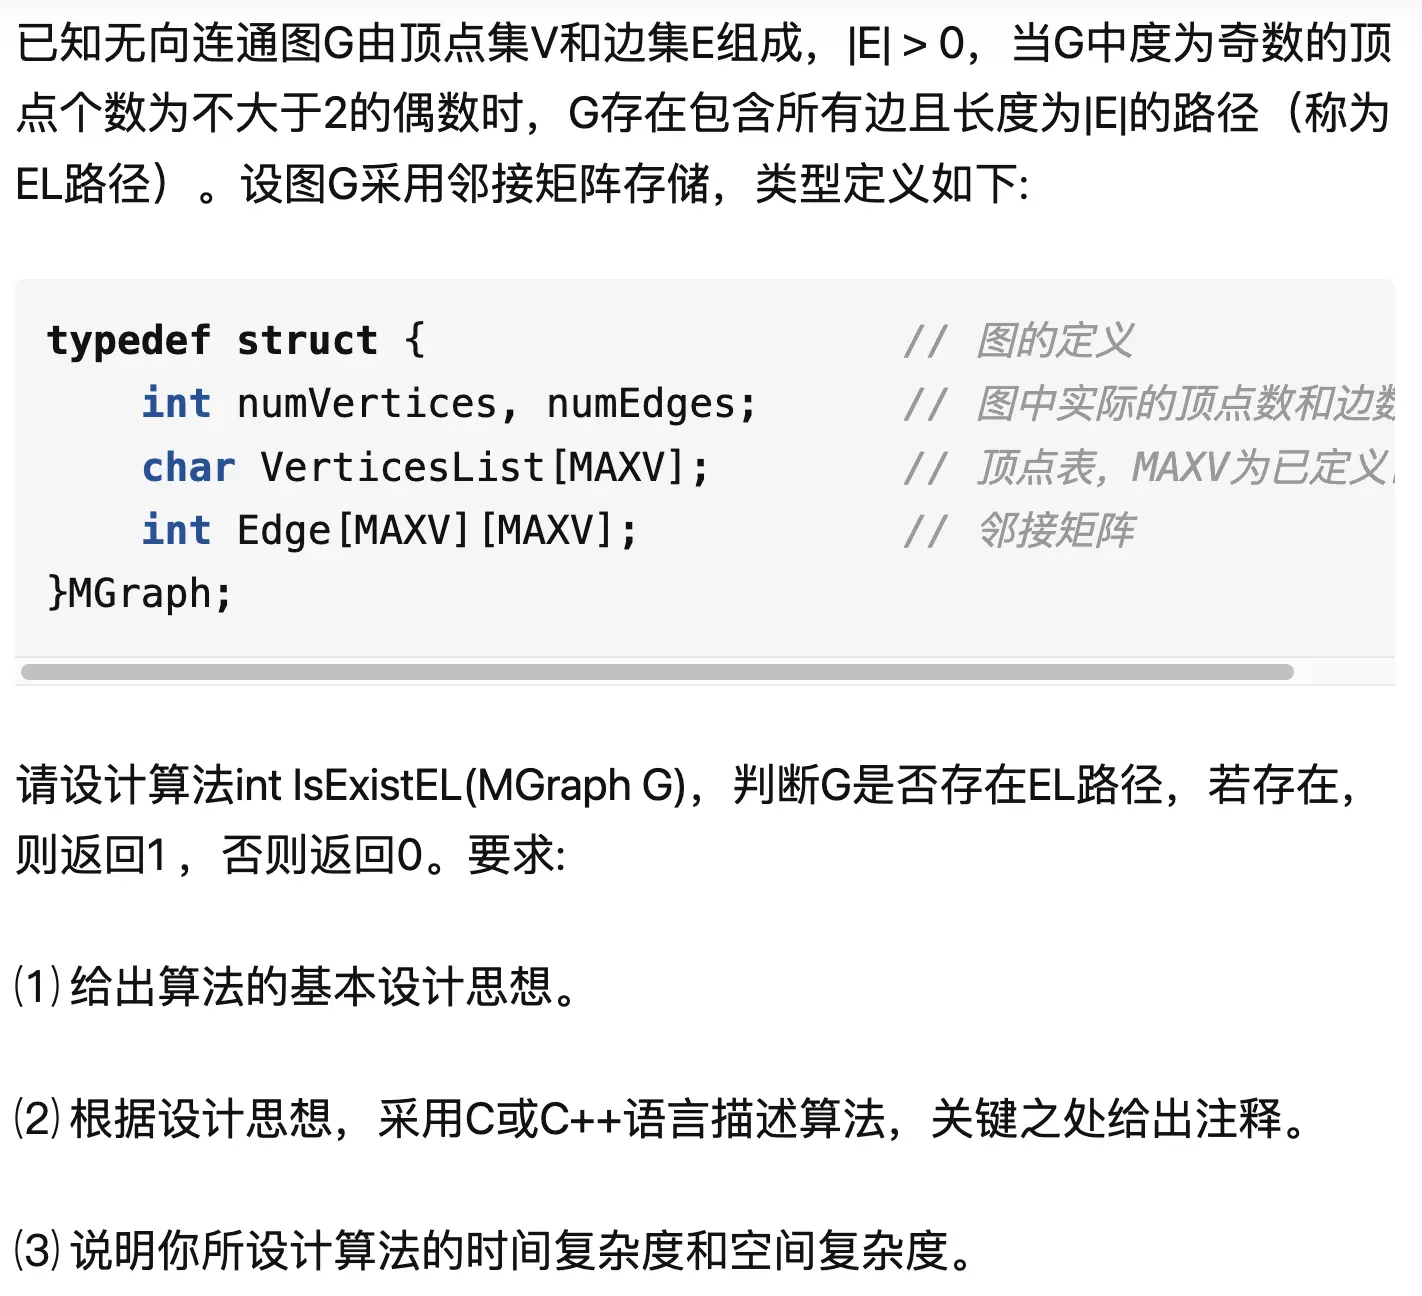 已知无向连通图G由顶点集V和边集E组成，|E| > 0，当G中度为奇数的顶
点个数为不大于2的偶数时，G存在包含所有边且长度为|E|的路径（称为
EL路径）。设图G采用邻接矩阵存储，类型定义如下:
typedef struct { // 图的定义
int numVertices, numEdges; // 图中实际的顶点数和边数
char VerticesList[MAXV]; // 顶点表，MAXV为已定义
int Edge[MAXV][MAXV]; // 邻接矩阵
}MGraph;
请设计算法int IsExistEL(MGraph G)，判断G是否存在EL路径，若存在，
则返回1 ，否则返回0。要求:
(1) 给出算法的基本设计思想。
(2) 根据设计思想，采用C或C++语言描述算法，关键之处给出注释。
(3) 说明你所设计算法的时间复杂度和空间复杂度。